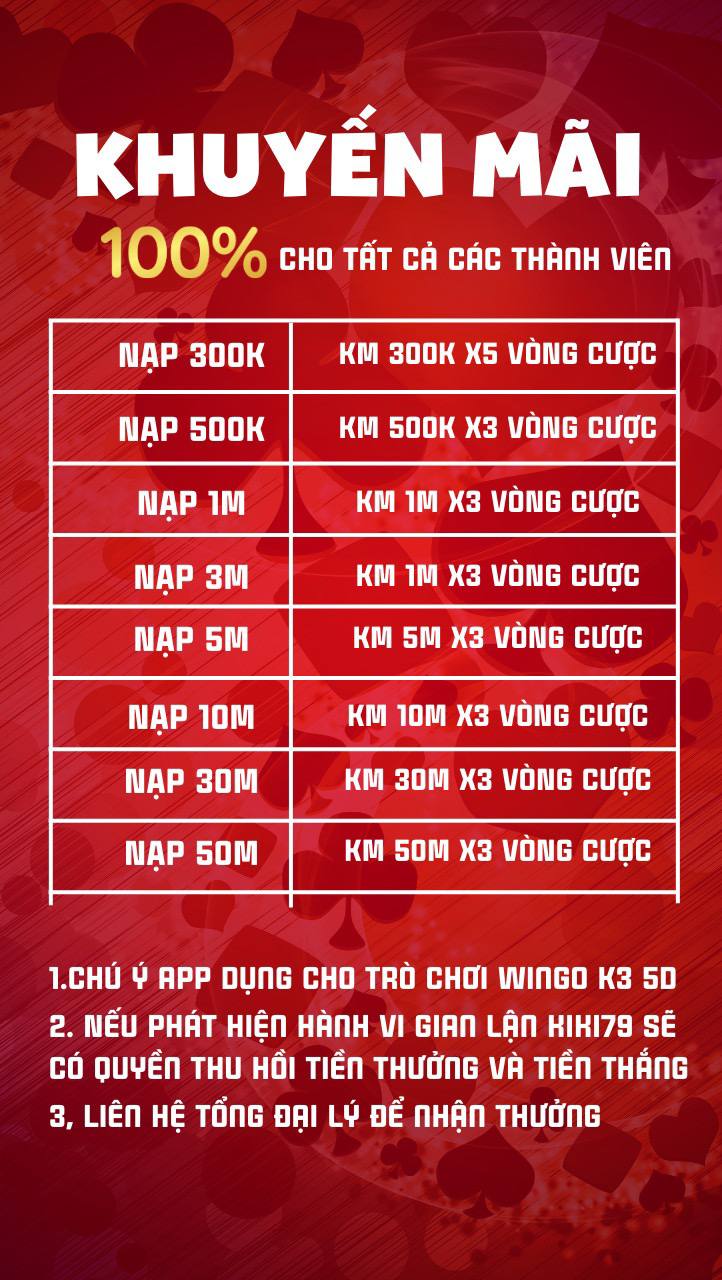 KHUYẾN MÃI
100% CHO TẤT CẢ CÁC THÀNH VIÊN
NẠP 300K KM 300K X5 VÒNG CƯỢC
NẠP 500K KM 500K X3 VÒNG CƯỢC
NẠP 1M KM 1M X3 VÒNG CƯỢC
NẠP 3M KM 1M X3 VÒNG CƯỢC
NẠP 5M KM 5M X3 VÒNG CƯỢC
NẠP 10M KM 10M X3 VÒNG CƯỢC
NẠP 30M KM 30M X3 VÒNG CƯỢC
NẠP 50M KM 50M X3 VÒNG CƯỢC
1.CHÚ Ý APP DỤNG CHO TRÒ CHƠI WINGO K3 5D
2. NẾU PHÁT HIỆN HÀNH VI GIAN LẬN KIKI79 SẼ
CÓ QUYỀN THU HỒI TIỀN THƯỞNG VÀ TIỀN THẮNG
3, LIÊN HỆ TỔNG ĐẠI LÝ ĐỂ NHẬN THƯỞNG